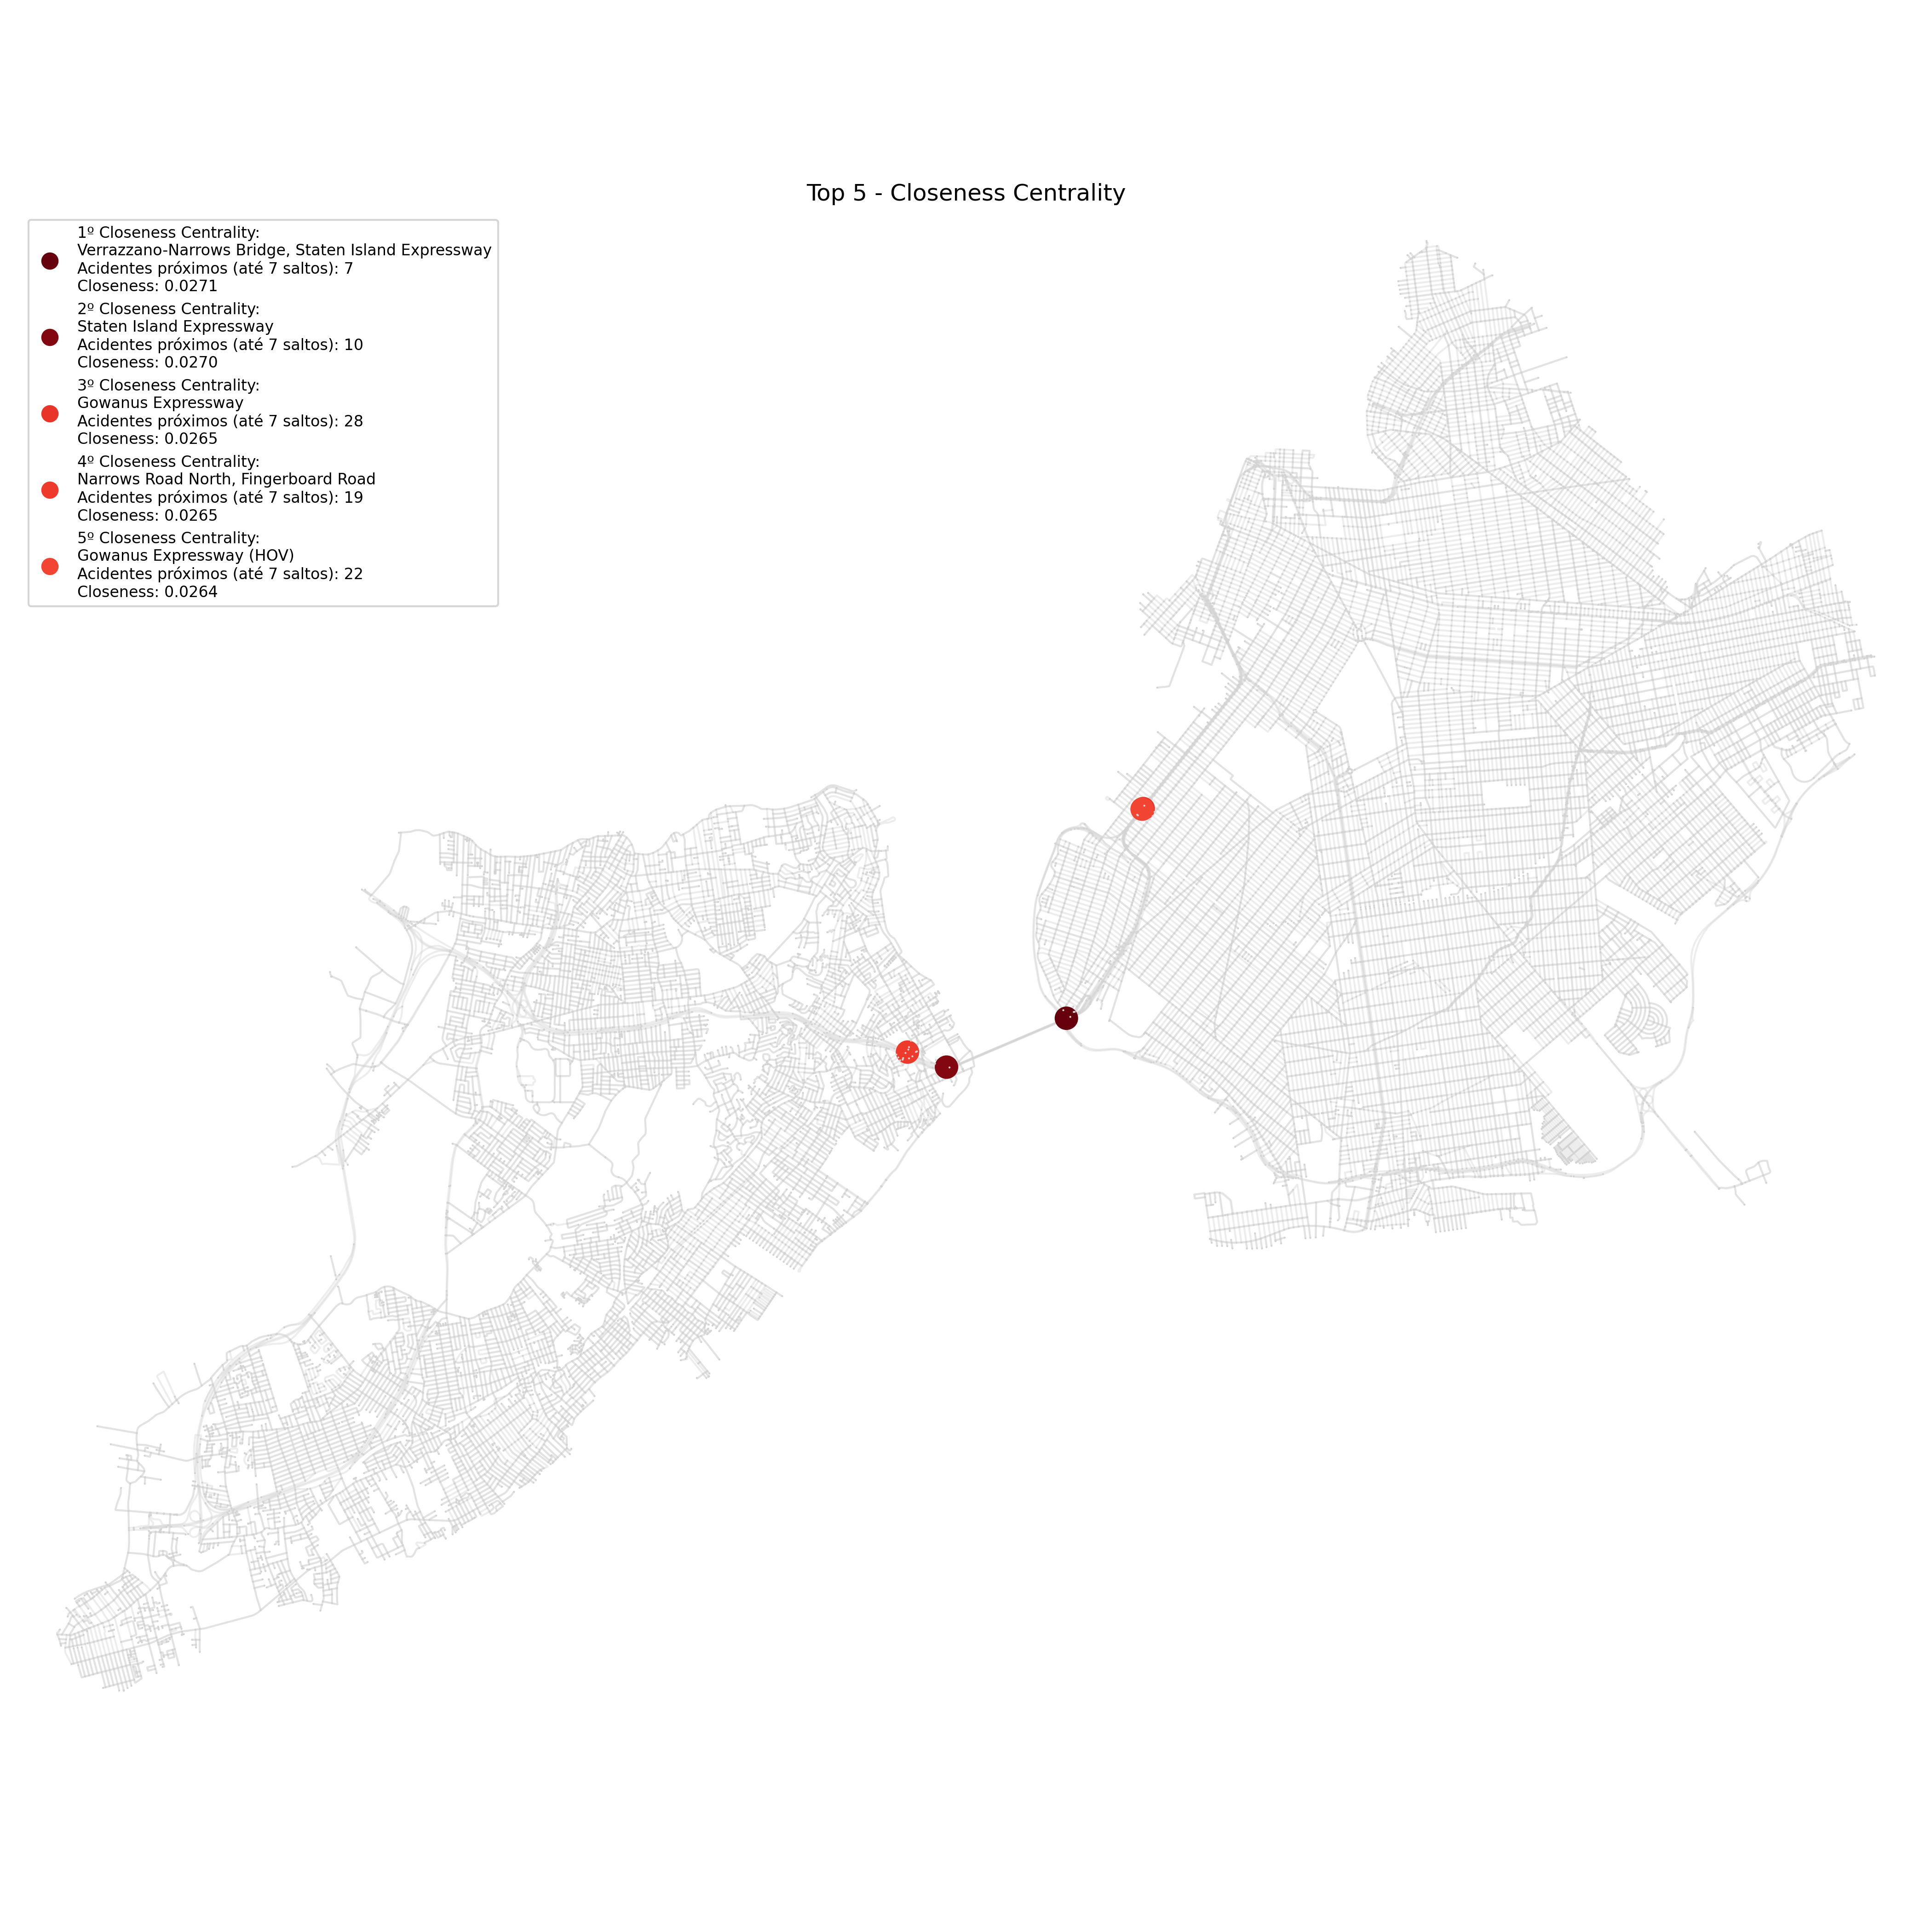 Top 5 - Closeness Centrality
1º Closeness Centrality:
Verrazzano-Narrows Bridge, Staten Island Expressway
Acidentes próximos (até 7 saltos): 7
Closeness: 0.0271
2º Closeness Centrality:
Staten Island Expressway
Acidentes próximos (até 7 saltos): 10
Closeness: 0.0270
3º Closeness Centrality:
Gowanus Expressway
Acidentes próximos (até 7 saltos): 28
Closeness: 0.0265
4º Closeness Centrality:
Narrows Road North, Fingerboard Road
Acidentes próximos (até 7 saltos): 19
Closeness: 0.0265
5º Closeness Centrality:
Gowanus Expressway (HOV)
Acidentes próximos (até 7 saltos): 22
Closeness: 0.0264